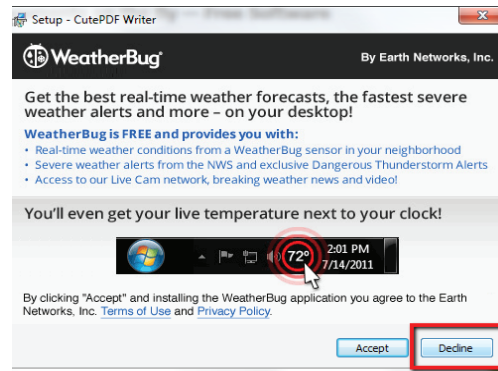 Setup - CutePDF Writer
WeatherBug®
By Earth Networks, Inc.
Get the best real-time weather forecasts, the fastest severe
weather alerts and more – on your desktop!
WeatherBug is FREE and provides you with:
• Real-time weather conditions from a WeatherBug sensor in your neighborhood
• Severe weather alerts from the NWS and exclusive Dangerous Thunderstorm Alerts
• Access to our Live Cam network, breaking weather news and video!
You'll even get your live temperature next to your clock!
72° 2:01 PM
7/14/2011
By clicking "Accept" and installing the WeatherBug application you agree to the Earth
Networks, Inc. Terms of Use and Privacy Policy.
Accept Decline